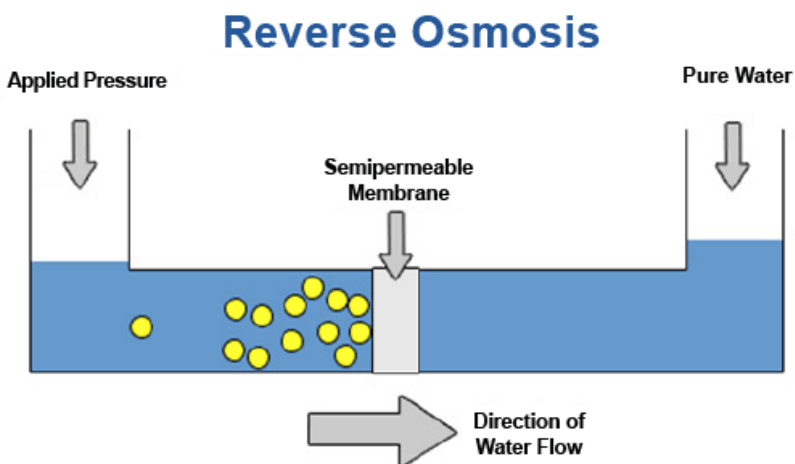 Reverse Osmosis
Applied Pressure
Pure Water
Semipermeable
Membrane
Direction of
Water Flow